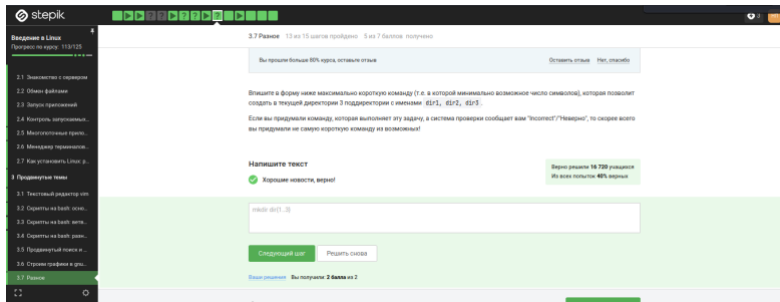 stepik
3
Введение в Linux
Прогресс по курсу: 113/125
2.1 Знакомство с сервером
2.2 Обмен файлами
2.3 Запуск приложений
2.4 Контроль запускаемых...
2.5 Многопоточные прило...
2.6 Менеджер терминалов...
2.7 Как установить Linux: р...
3 Продвинутые темы
3.1 Текстовый редактор vim
3.2 Скрипты на bash: осно...
3.3 Скрипты на bash: ветв...
3.4 Скрипты на bash: разн...
3.5 Продвинутый поиск и ...
3.6 Строим графики в gnu...
3.7 Разное
3.7 Разное 13 из 15 шагов пройдено 5 из 7 баллов получено
Вы прошли больше 80% курса, оставьте отзыв
Оставить отзыв Нет, спасибо
Впишите в форму ниже максимально короткую команду (т.е. в которой минимально возможное число символов), которая позволит
создать в текущей директории 3 поддиректории с именами dir1, dir2, dir3 .
Если вы придумали команду, которая выполняет эту задачу, а система проверки сообщает вам "Incorrect"/"Неверно", то скорее всего
вы придумали не самую короткую команду из возможных!
Напишите текст
Хорошие новости, верно!
Верно решили 16 720 учащихся
Из всех попыток 40% верных
mkdir dir{1..3}
Следующий шаг
Решить снова
Ваши решения Вы получили: 2 балла из 2